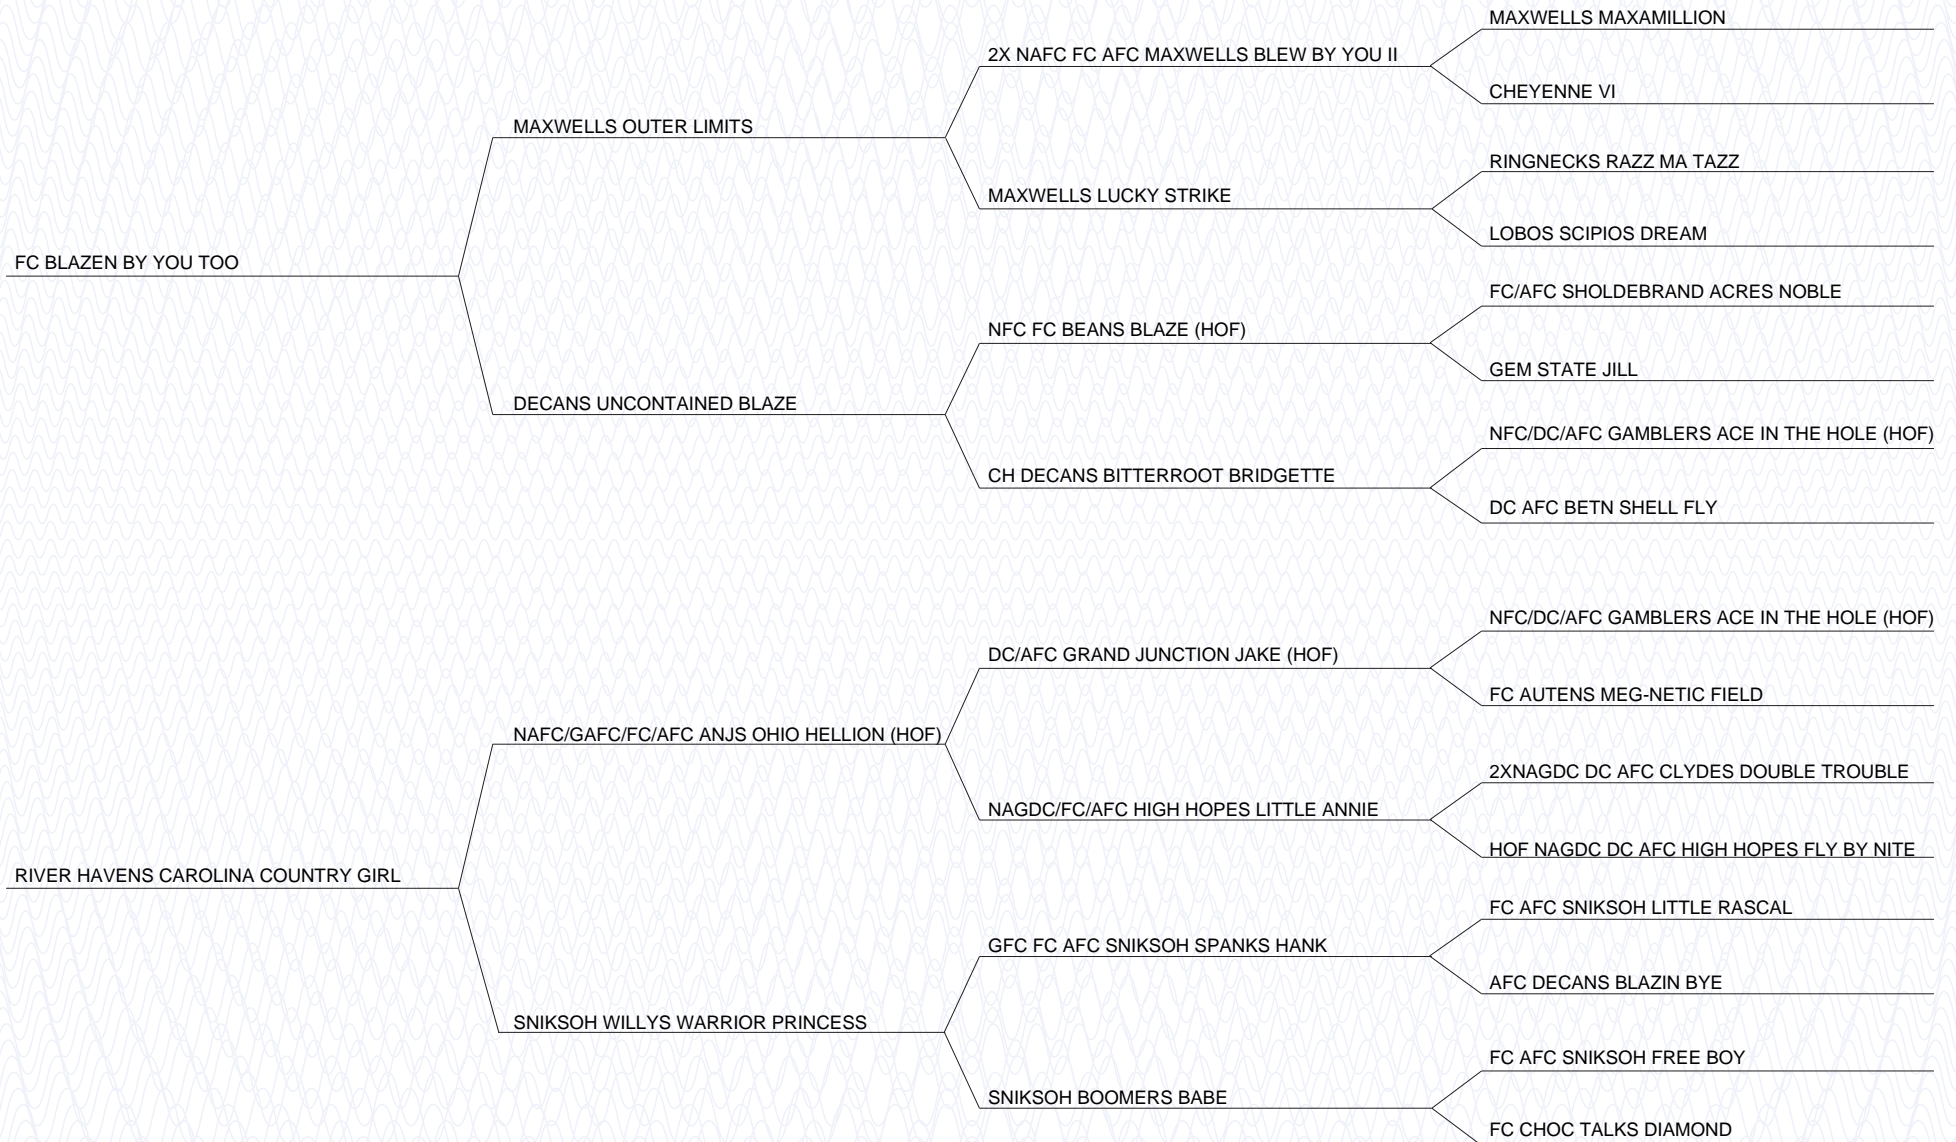 MAXWELLS MAXAMILLION
2X NAFC FC AFC MAXWELLS BLEW BY YOU II
CHEYENNE VI
MAXWELLS OUTER LIMITS
RINGNECKS RAZZ MA TAZZ
MAXWELLS LUCKY STRIKE
LOBOS SCIPIOS DREAM
FC BLAZEN BY YOU TOO
FC/AFC SHOLDEBRAND ACRES NOBLE
NFC FC BEANS BLAZE (HOF)
GEM STATE JILL
DECANS UNCONTAINED BLAZE
NFC/DC/AFC GAMBLERS ACE IN THE HOLE (HOF)
CH DECANS BITTERROOT BRIDGETTE
DC AFC BETN SHELL FLY
NFC/DC/AFC GAMBLERS ACE IN THE HOLE (HOF)
DC/AFC GRAND JUNCTION JAKE (HOF)
FC AUTENS MEG-NETIC FIELD
NAFC/GAFC/FC/AFC ANJS OHIO HELLION (HOF)
2XNAGDC DC AFC CLYDES DOUBLE TROUBLE
NAGDC/FC/AFC HIGH HOPES LITTLE ANNIE
HOF NAGDC DC AFC HIGH HOPES FLY BY NITE
RIVER HAVENS CAROLINA COUNTRY GIRL
FC AFC SNIKSOH LITTLE RASCAL
GFC FC AFC SNIKSOH SPANKS HANK
AFC DECANS BLAZIN BYE
SNIKSOH WILLYS WARRIOR PRINCESS
FC AFC SNIKSOH FREE BOY
SNIKSOH BOOMERS BABE
FC CHOC TALKS DIAMOND